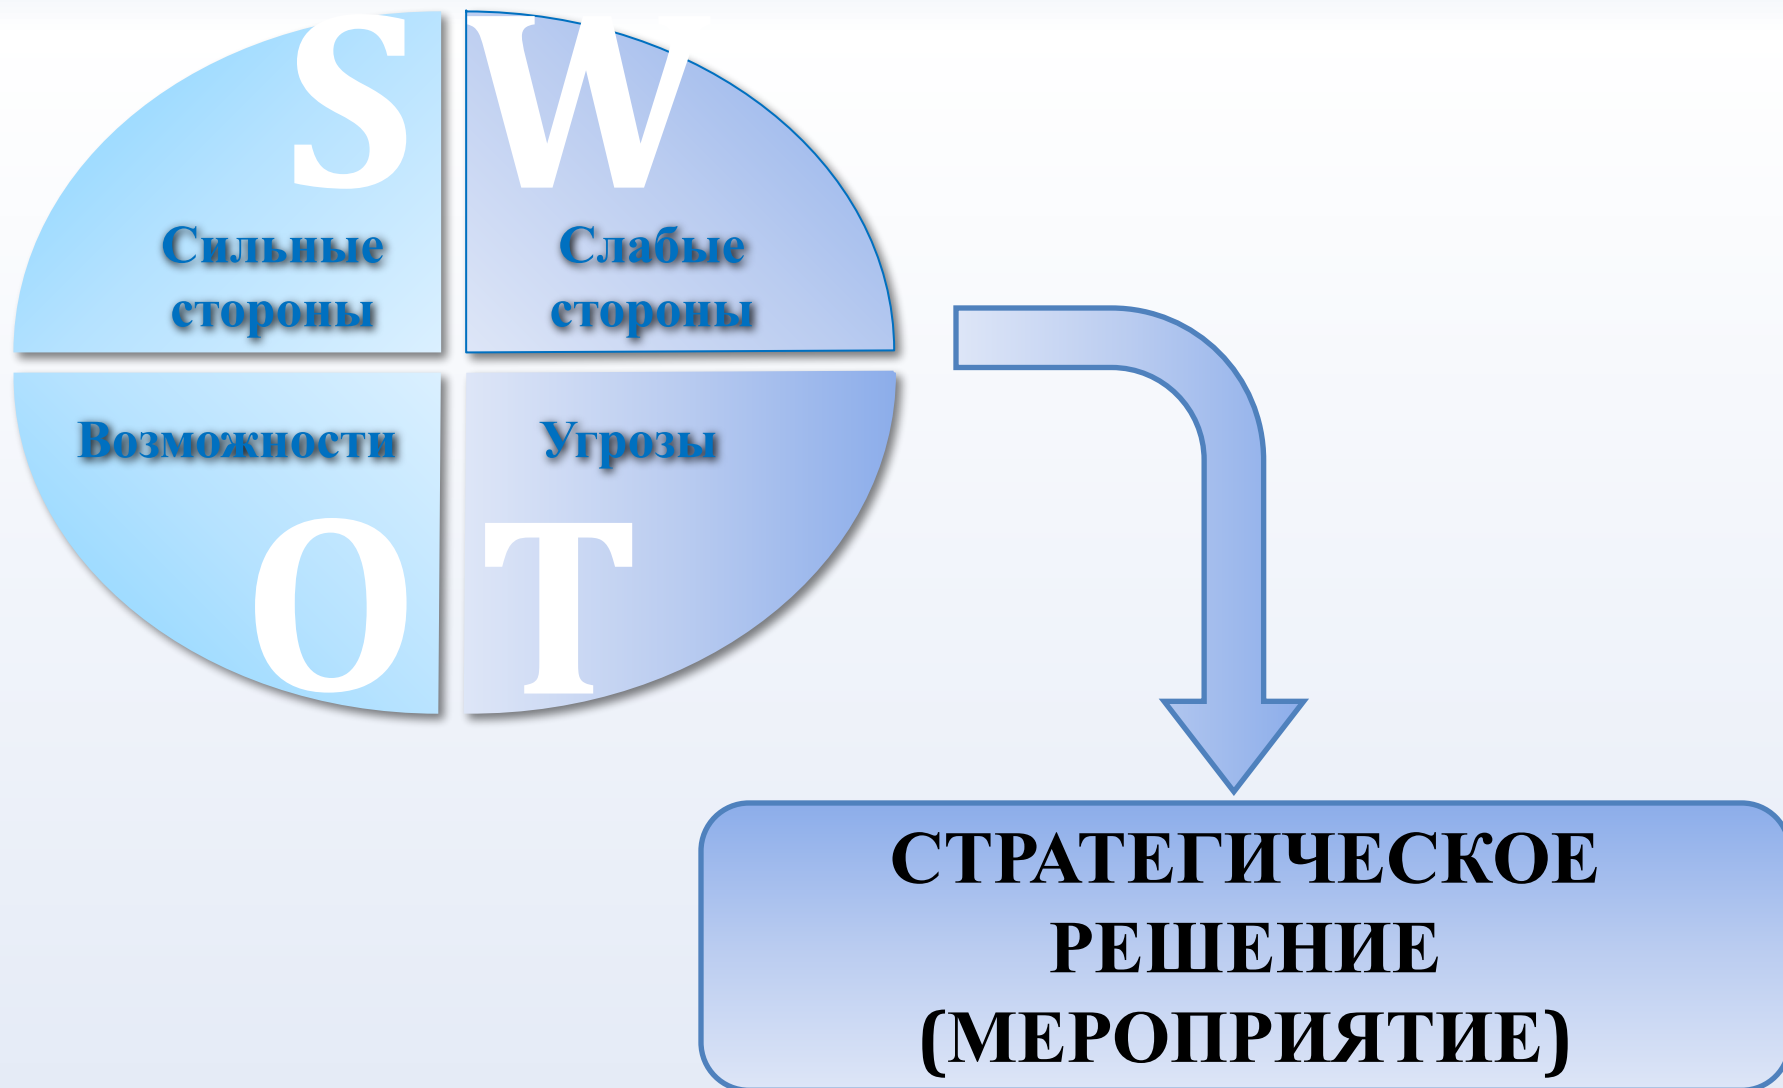 S W
Сильные
стороны
Слабые
стороны
Возможности
Угрозы
O T
СТРАТЕГИЧЕСКОЕ
РЕШЕНИЕ
(МЕРОПРИЯТИЕ)